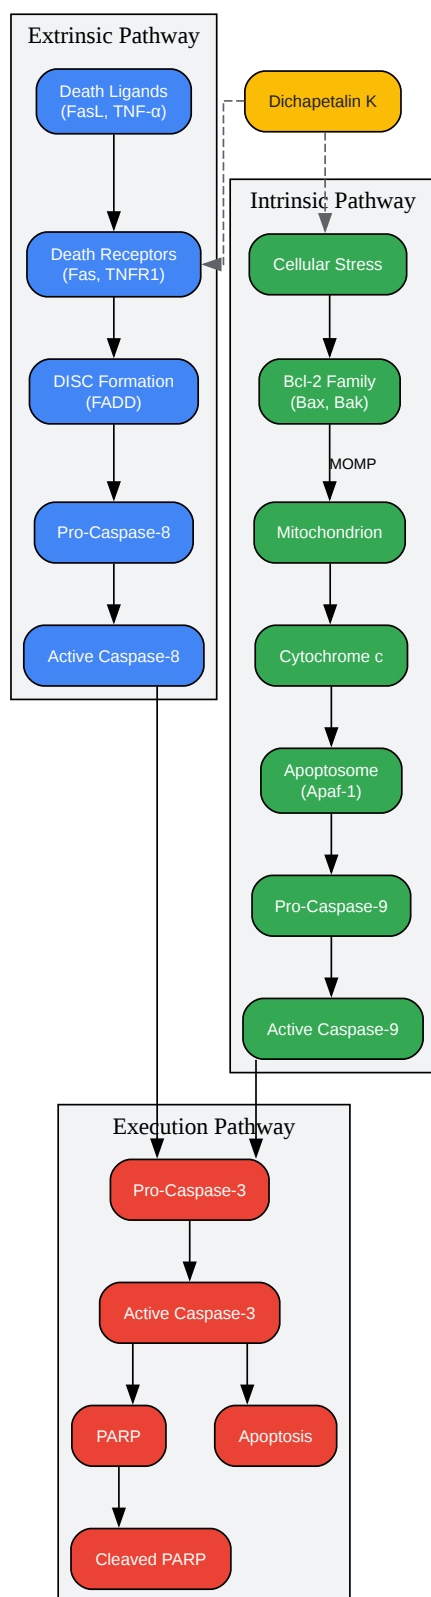 Extrinsic Pathway
Death Ligands
(FasL, TNF-α)
Dichapetalin K
Death Receptors
(Fas, TNFR1)
DISC Formation
(FADD)
Pro-Caspase-8
Active Caspase-8
Intrinsic Pathway
Cellular Stress
Bcl-2 Family
(Bax, Bak)
MOMP
Mitochondrion
Cytochrome c
Apoptosome
(Apaf-1)
Pro-Caspase-9
Active Caspase-9
Execution Pathway
Pro-Caspase-3
Active Caspase-3
PARP
Apoptosis
Cleaved PARP